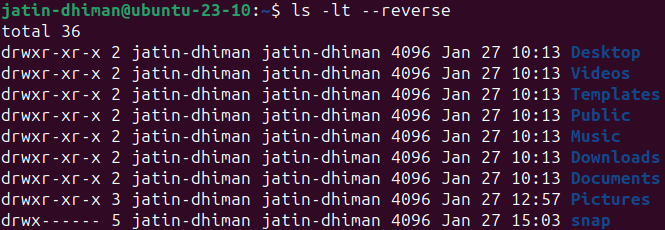 jatin-dhiman@ubuntu-23-10:~$ ls -lt --reverse
total 36
drwxr-xr-x 2 jatin-dhiman jatin-dhiman 4096 Jan 27 10:13 Desktop
drwxr-xr-x 2 jatin-dhiman jatin-dhiman 4096 Jan 27 10:13 Videos
drwxr-xr-x 2 jatin-dhiman jatin-dhiman 4096 Jan 27 10:13 Templates
drwxr-xr-x 2 jatin-dhiman jatin-dhiman 4096 Jan 27 10:13 Public
drwxr-xr-x 2 jatin-dhiman jatin-dhiman 4096 Jan 27 10:13 Music
drwxr-xr-x 2 jatin-dhiman jatin-dhiman 4096 Jan 27 10:13 Downloads
drwxr-xr-x 2 jatin-dhiman jatin-dhiman 4096 Jan 27 10:13 Documents
drwxr-xr-x 3 jatin-dhiman jatin-dhiman 4096 Jan 27 12:57 Pictures
drwx------ 5 jatin-dhiman jatin-dhiman 4096 Jan 27 15:03 snap